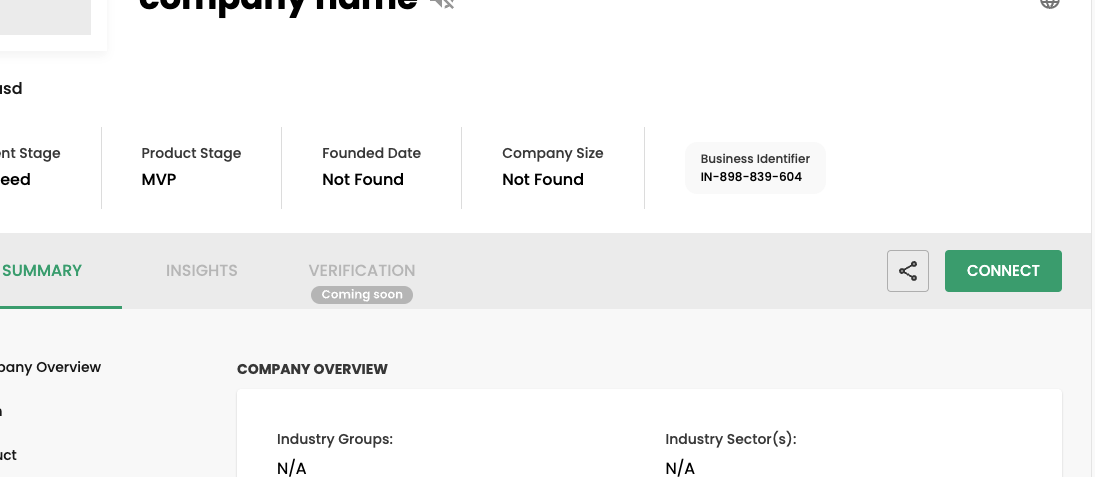 company name
usd
nt Stage
Product Stage
Founded Date
Company Size
Business Identifier
eed
MVP
Not Found
Not Found
IN-898-839-604
SUMMARY
INSIGHTS
VERIFICATION
CONNECT
Coming soon
pany Overview
COMPANY OVERVIEW
Industry Groups:
Industry Sector(s):
uct
N/A
N/A